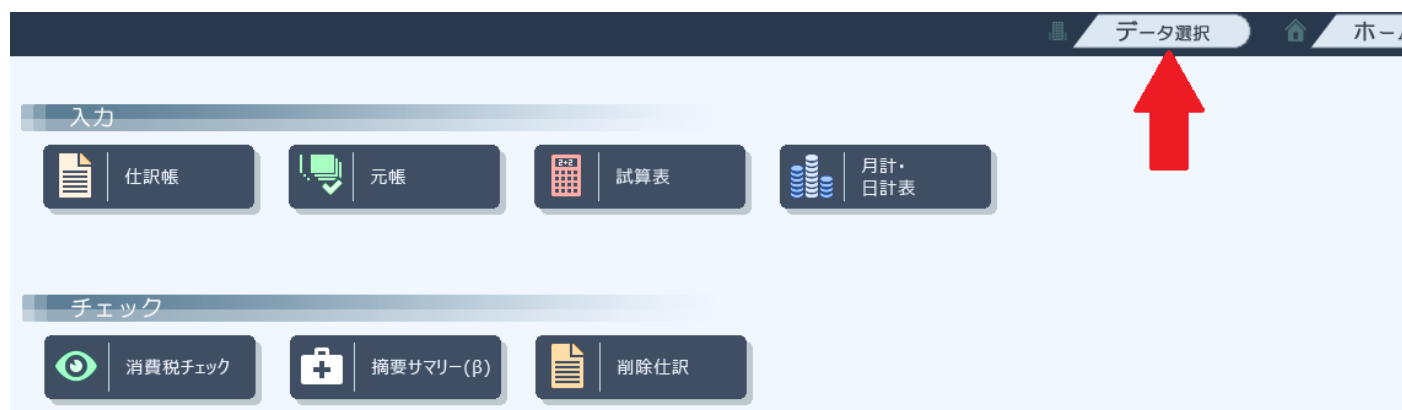 データ選択
ホーム
入力
仕訳帳
元帳
試算表
月計・
日計表
チェック
消費税チェック
摘要サマリー(β)
削除仕訳